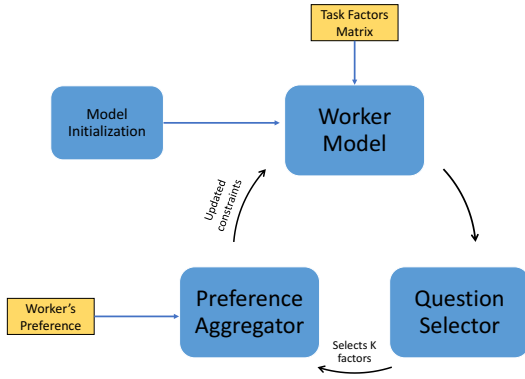 Task Factors
Matrix
Model
Initialization
Worker
Model
Updated
constraints
Worker's
Preference
Preference
Aggregator
Selects K
factors
Question
Selector